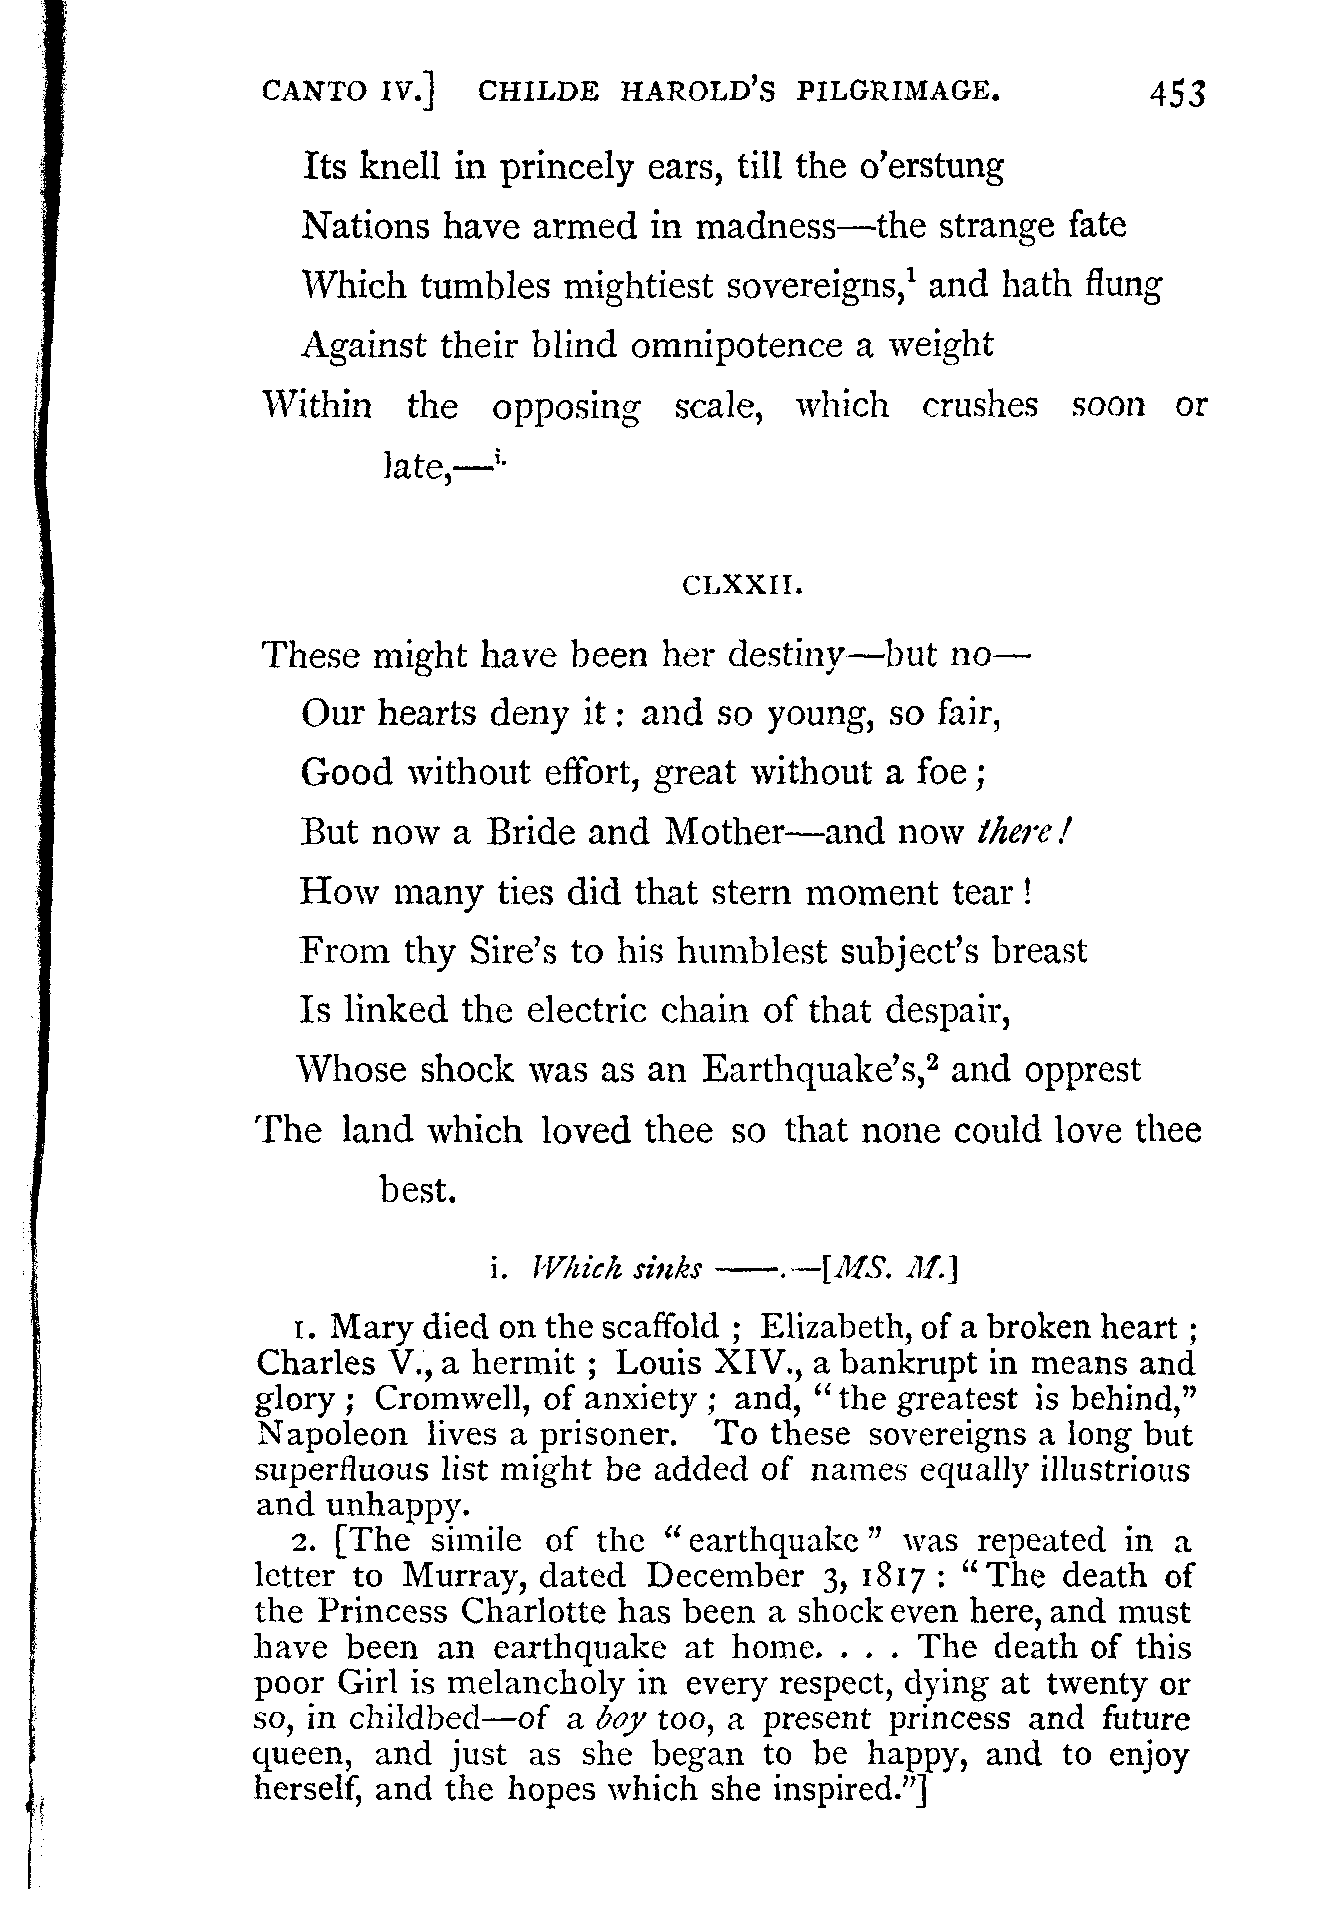 CANTO IV.] CHILDE HAROLD'S PILGRIMAGE. 453
Its knell in princely ears, till the o'erstung
Nations have armed in madness—the strange fate
Which tumbles mightiest sovereigns,¹ and hath flung
Against their blind omnipotence a weight
Within the opposing scale, which crushes soon or
late,—i.
CLXXII.
These might have been her destiny—but no—
Our hearts deny it : and so young, so fair,
Good without effort, great without a foe ;
But now a Bride and Mother—and now there !
How many ties did that stern moment tear !
From thy Sire's to his humblest subject's breast
Is linked the electric chain of that despair,
Whose shock was as an Earthquake's,² and opprest
The land which loved thee so that none could love thee
best.
i. Which sinks ——.—[MS. M.]
1. Mary died on the scaffold ; Elizabeth, of a broken heart ;
Charles V., a hermit ; Louis XIV., a bankrupt in means and
glory ; Cromwell, of anxiety ; and, "the greatest is behind,"
Napoleon lives a prisoner. To these sovereigns a long but
superfluous list might be added of names equally illustrious
and unhappy.
2. [The simile of the "earthquake" was repeated in a
letter to Murray, dated December 3, 1817 : "The death of
the Princess Charlotte has been a shock even here, and must
have been an earthquake at home. . . . The death of this
poor Girl is melancholy in every respect, dying at twenty or
so, in childbed—of a boy too, a present princess and future
queen, and just as she began to be happy, and to enjoy
herself, and the hopes which she inspired."]